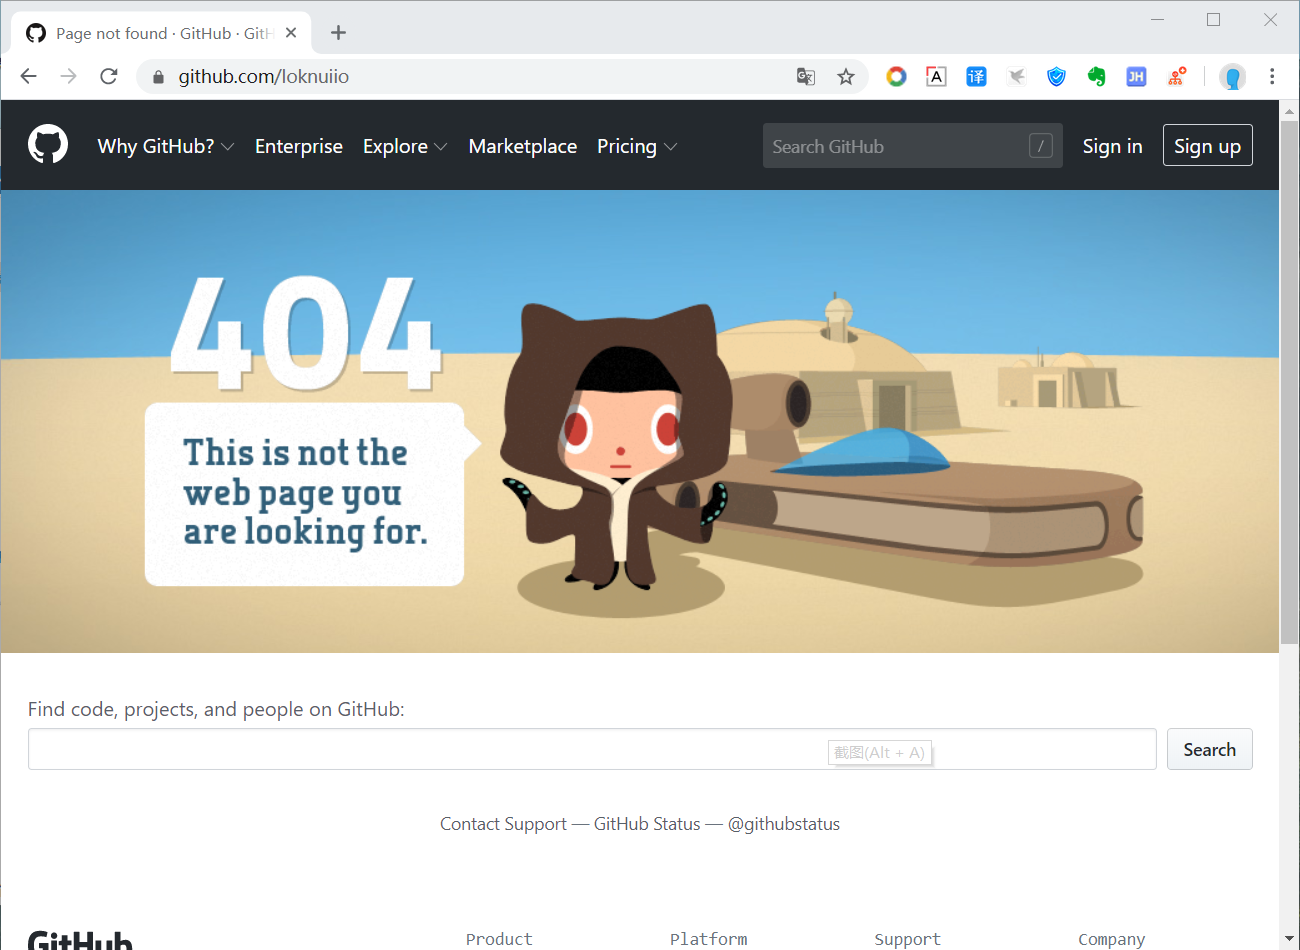 Page not found · GitHub · GitH
github.com/loknuiio
Why GitHub? Enterprise Explore Marketplace Pricing Search GitHub / Sign in Sign up
404
This is not the
web page you
are looking for.
Find code, projects, and people on GitHub:
截图(Alt + A)
Search
Contact Support — GitHub Status — @githubstatus
GitHub Product Platform Support Company